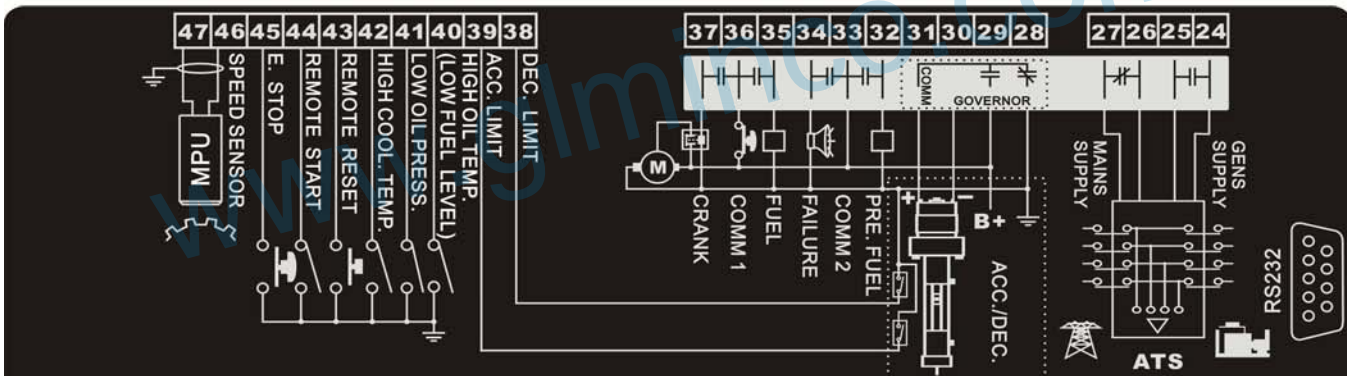 47 46 45 44 43 42 41 40 39 38
37 36 35 34 33 32 31 30 29 28
27 26 25 24
SPEED SENSOR
E. STOP
REMOTE START
REMOTE RESET
HIGH COOL. TEMP.
LOW OIL PRESS.
(LOW FUEL LEVEL)
HIGH OIL TEMP.
ACC. LIMIT
DEC. LIMIT
MPU
COMM
GOVERNOR
M
CRANK
COMM 1
FUEL
FAILURE
COMM 2
PRE. FUEL
+
−
B+
ACC./DEC.
MAINS
SUPPLY
GENS
SUPPLY
ATS
RS232
www.glminco.com